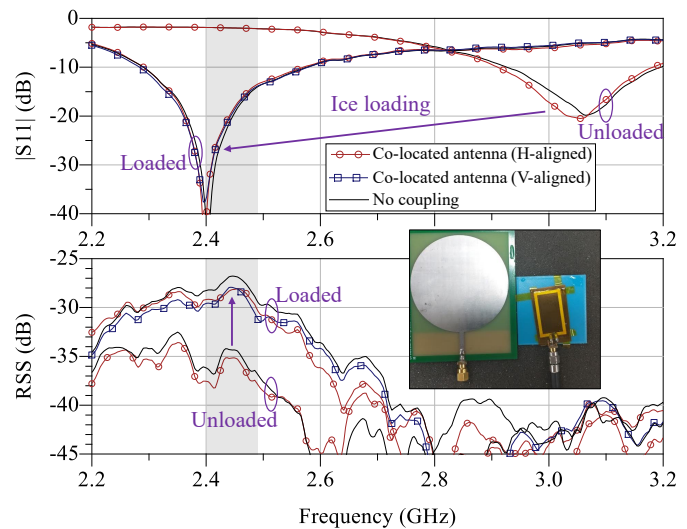 0
-10
-20
-30
-40
|S11| (dB)
Ice loading
Loaded
Unloaded
Co-located antenna (H-aligned)
Co-located antenna (V-aligned)
No coupling
2.2
2.4
2.6
2.8
3.0
3.2
-25
-30
-35
-40
-45
RSS (dB)
Loaded
Unloaded
2.2
2.4
2.6
2.8
3.0
3.2
Frequency (GHz)